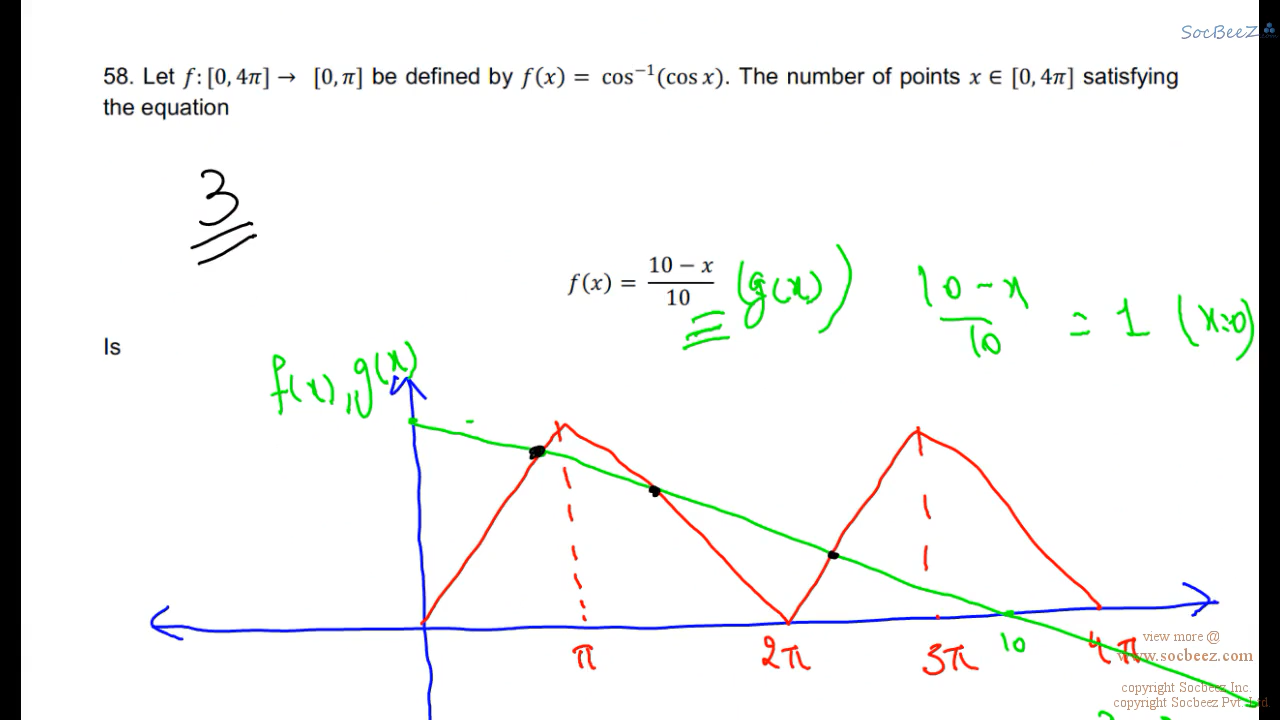 SocBeeZ
58. Let f: [0, 4π] → [0, π] be defined by f(x) = cos⁻¹(cos x). The number of points x ∈ [0, 4π] satisfying
the equation
3
f(x) = (10 − x)/10 (g(x)) (10 − x)/10 = 1 (x=0)
Is
f(x), g(x)
π 2π 3π 10 4π
view more @
www.socbeez.com
copyright Socbeez Inc.
copyright Socbeez Pvt. Ltd.